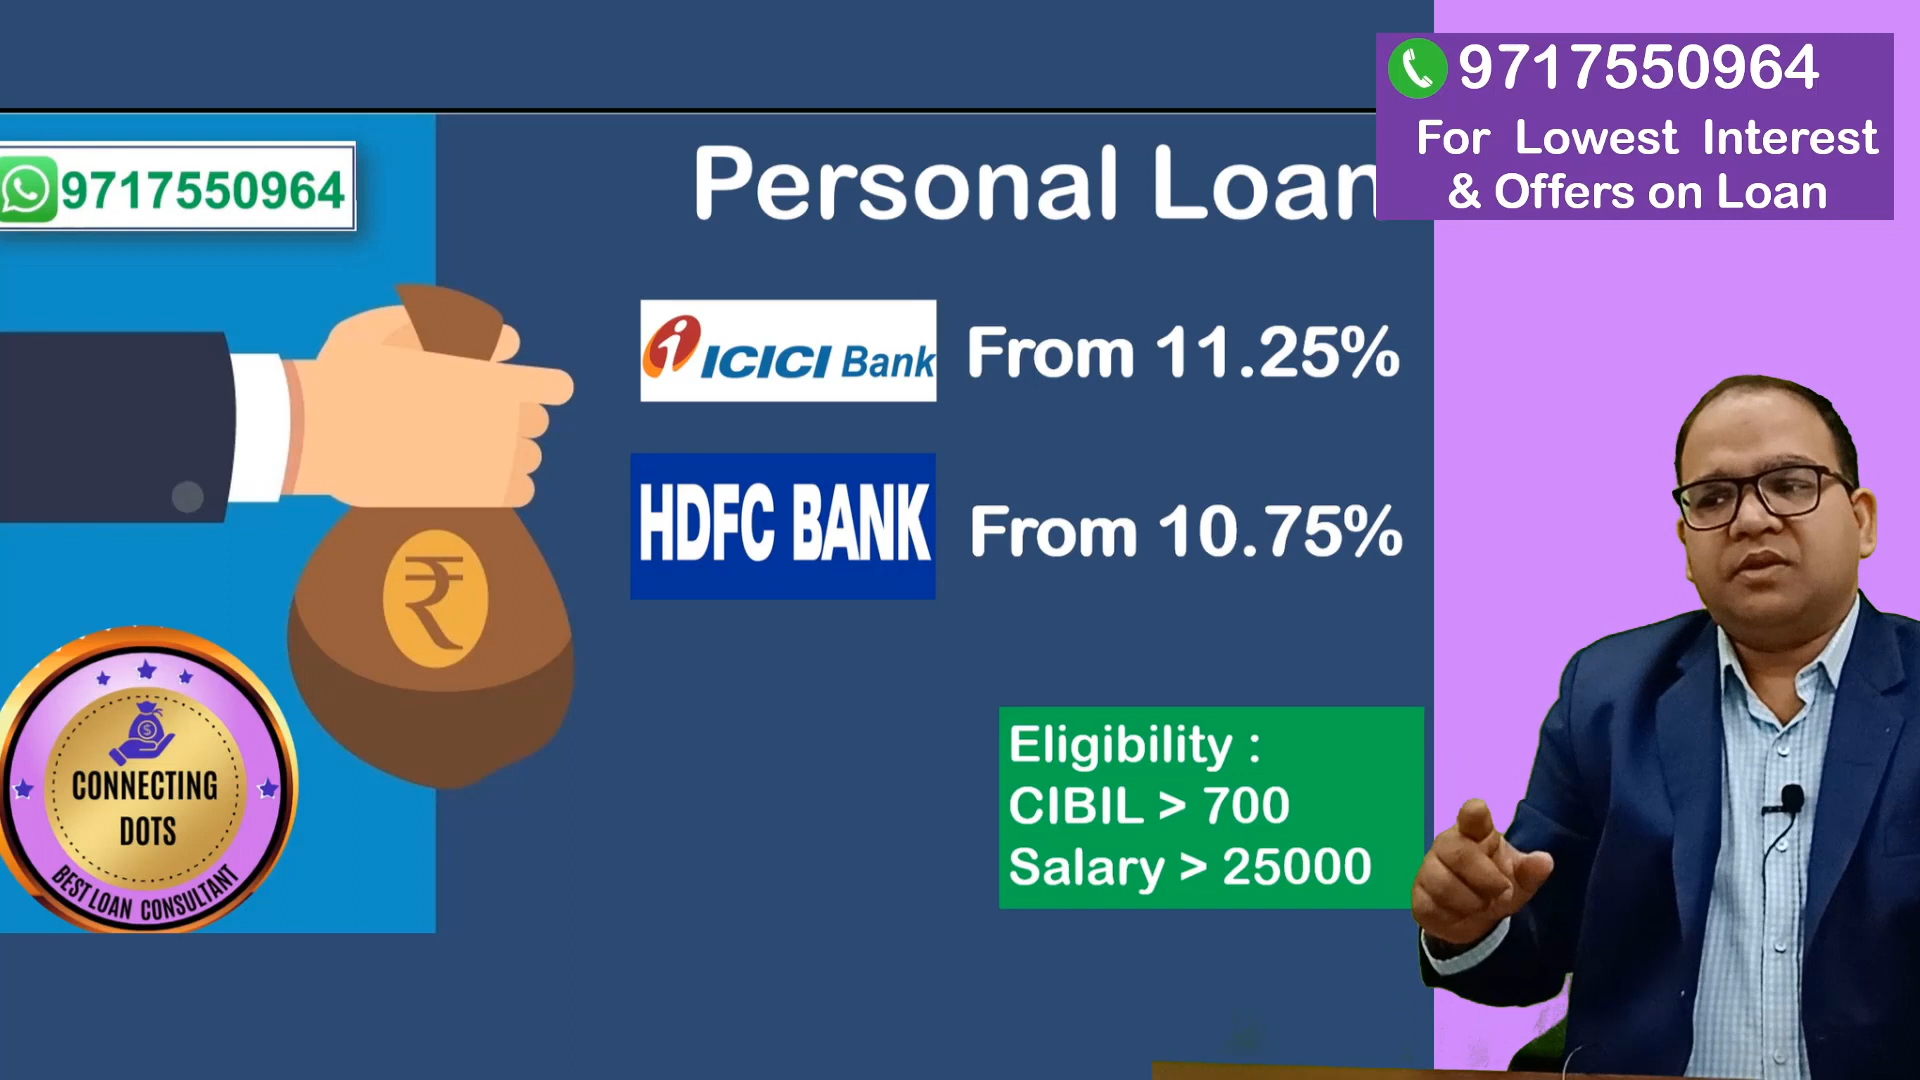 9717550964
For Lowest Interest
& Offers on Loan
9717550964
Personal Loan
i ICICI Bank From 11.25%
HDFC BANK From 10.75%
₹
Eligibility :
CIBIL > 700
Salary > 25000
$
CONNECTING
DOTS
BEST LOAN CONSULTANT